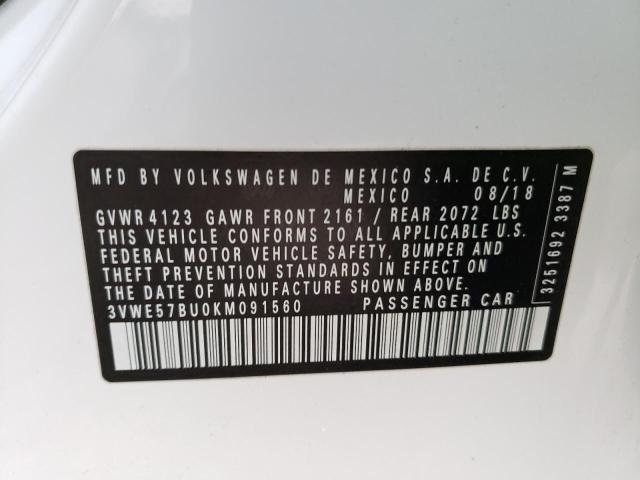 MFD BY VOLKSWAGEN DE MEXICO S.A. DE C.V.
MEXICO 08/18
GVWR 4123 GAWR FRONT 2161 / REAR 2072 LBS
THIS VEHICLE CONFORMS TO ALL APPLICABLE U.S.
FEDERAL MOTOR VEHICLE SAFETY, BUMPER AND
THEFT PREVENTION STANDARDS IN EFFECT ON
THE DATE OF MANUFACTURE SHOWN ABOVE.
3VWE57BU0KM091560 PASSENGER CAR
3251692 3387 M